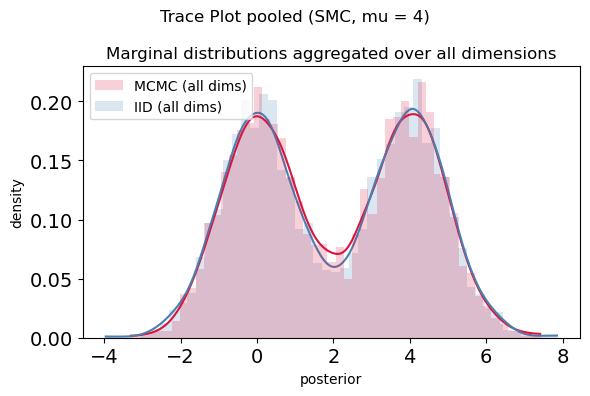 Trace Plot pooled (SMC, mu = 4)
Marginal distributions aggregated over all dimensions
MCMC (all dims)
IID (all dims)
density
0.20
0.15
0.10
0.05
0.00
−4 −2 0 2 4 6 8
posterior